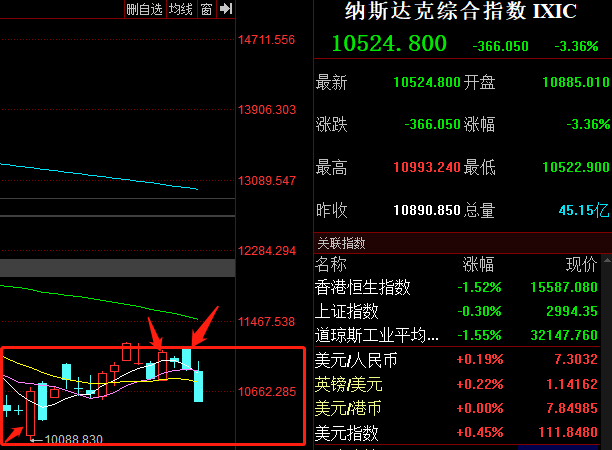 删自选 均线 窗
14711.556
13906.303
13089.547
12284.294
11467.538
10662.285
10088.830
纳斯达克综合指数 IXIC
10524.800 -366.050 -3.36%
最新 10524.800 开盘 10885.010
涨跌 -366.050 涨幅 -3.36%
最高 10993.240 最低 10522.900
昨收 10890.850 总量 45.15亿
关联指数
名称 涨幅 现价
香港恒生指数 -1.52% 15587.080
上证指数 -0.30% 2994.35
道琼斯工业平均... -1.55% 32147.760
美元/人民币 +0.19% 7.3032
英镑/美元 +0.22% 1.14162
美元/港币 +0.00% 7.84985
美元指数 +0.45% 111.8480